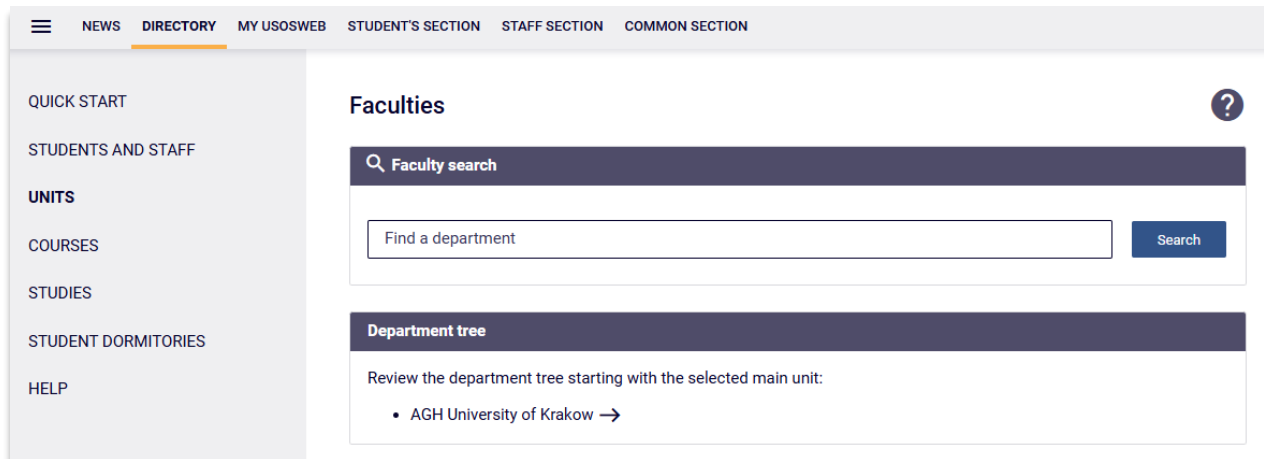 NEWS DIRECTORY MY USOSWEB STUDENT'S SECTION STAFF SECTION COMMON SECTION
QUICK START
STUDENTS AND STAFF
UNITS
COURSES
STUDIES
STUDENT DORMITORIES
HELP
Faculties
?
Faculty search
Find a department
Search
Department tree
Review the department tree starting with the selected main unit:
• AGH University of Krakow →